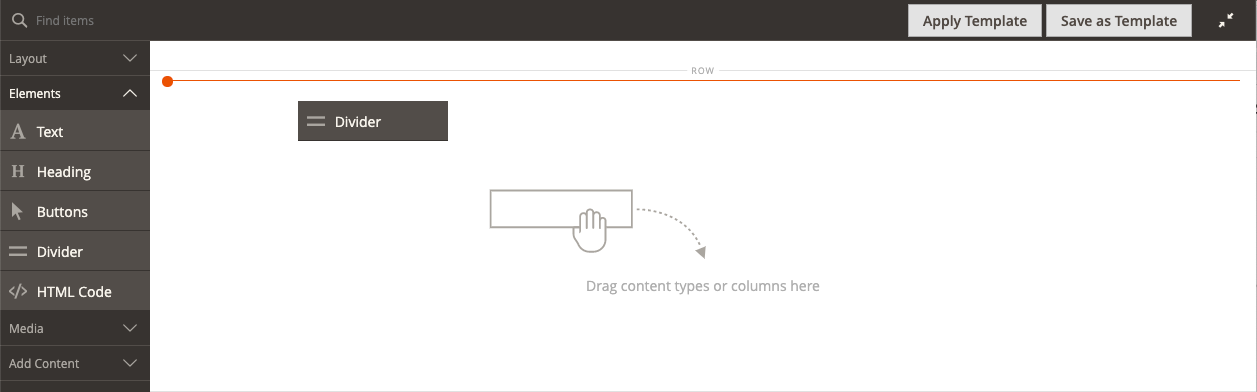 Find items
Apply Template
Save as Template
Layout
Elements
Text
Heading
Buttons
Divider
HTML Code
Media
Add Content
ROW
Divider
Drag content types or columns here